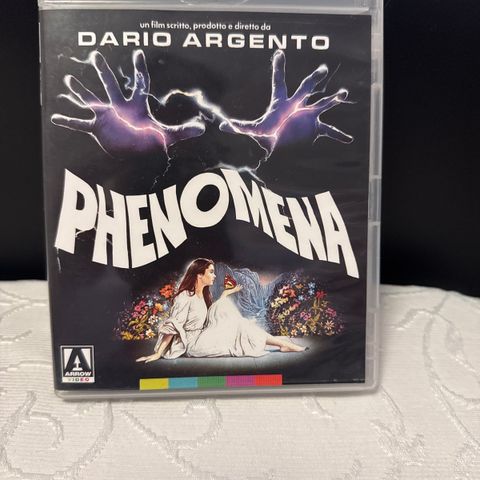 un film scritto, prodotto e diretto da
DARIO ARGENTO
PHENOMENA
ARROW
VIDEO